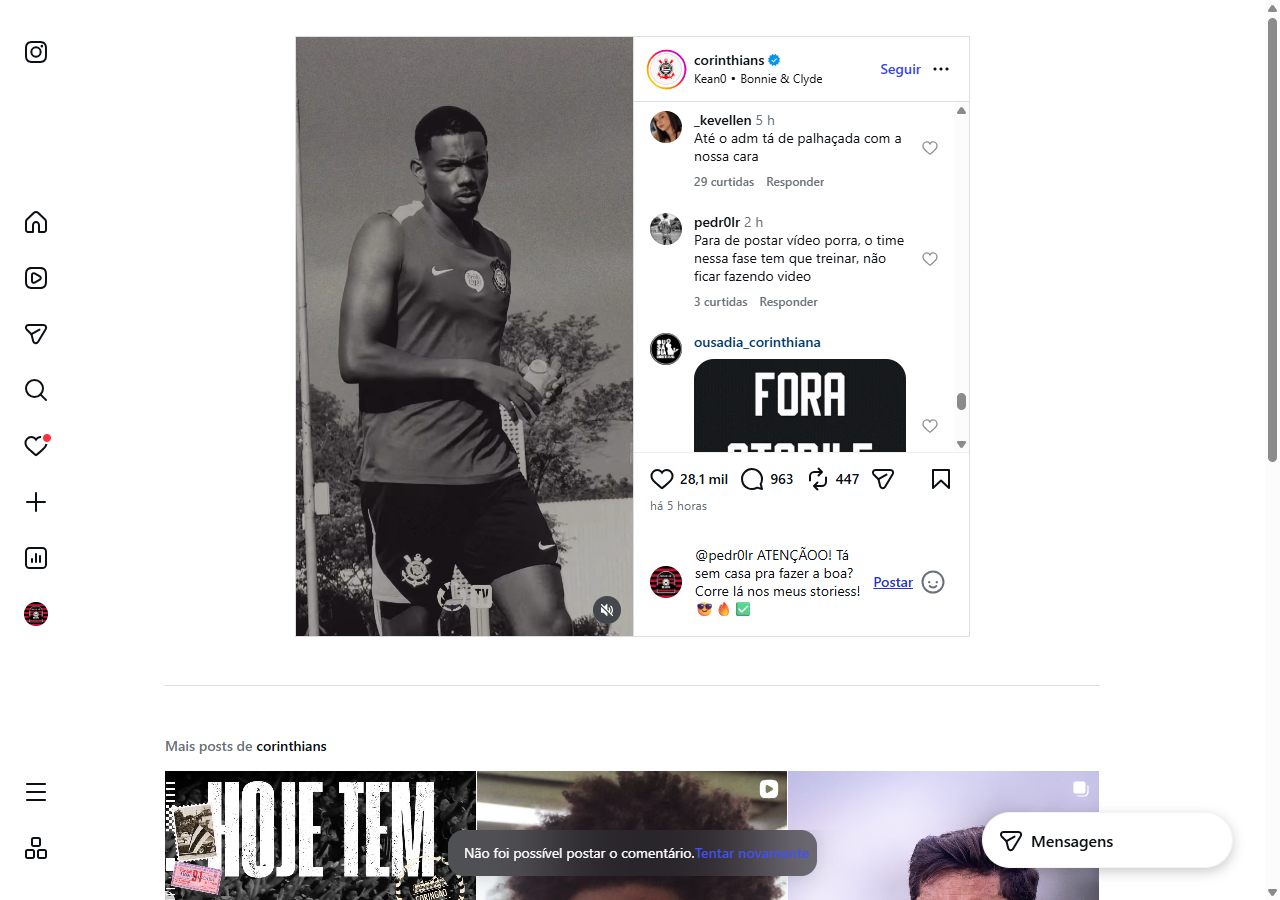 corinthians
Kean0 • Bonnie & Clyde
Seguir
_kevellen 5 h
Até o adm tá de palhaçada com a
nossa cara
29 curtidas Responder
pedr0lr 2 h
Para de postar vídeo porra, o time
nessa fase tem que treinar, não
ficar fazendo video
3 curtidas Responder
ousadia_corinthiana
FORA
28,1 mil 963 447
há 5 horas
@pedr0lr ATENÇÃOO! Tá
sem casa pra fazer a boa?
Corre lá nos meus storiess!
😎🔥✅
Postar
TV
Mais posts de corinthians
HOJE TEM
Não foi possível postar o comentário. Tentar novamente
Mensagens